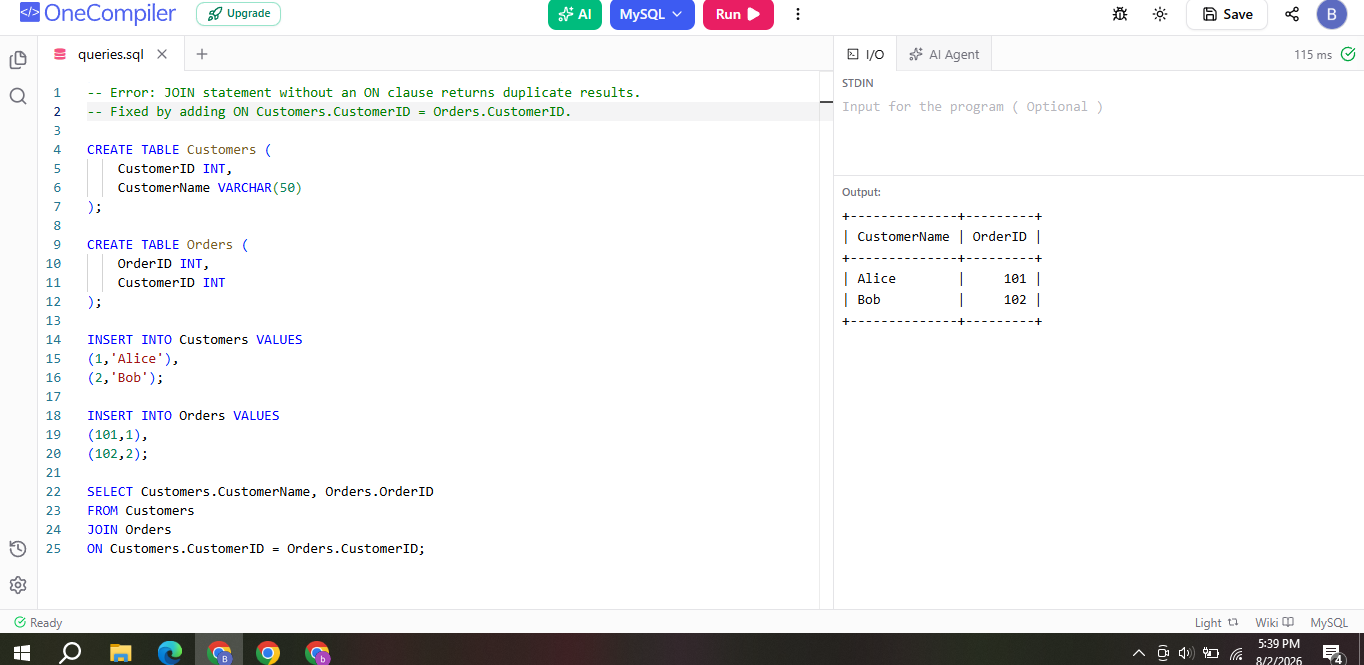 </> OneCompiler
Upgrade
AI
MySQL
Run
Save
B
queries.sql
I/O
AI Agent
115 ms
1 -- Error: JOIN statement without an ON clause returns duplicate results.
2 -- Fixed by adding ON Customers.CustomerID = Orders.CustomerID.
3
4 CREATE TABLE Customers (
5     CustomerID INT,
6     CustomerName VARCHAR(50)
7 );
8
9 CREATE TABLE Orders (
10     OrderID INT,
11     CustomerID INT
12 );
13
14 INSERT INTO Customers VALUES
15 (1,'Alice'),
16 (2,'Bob');
17
18 INSERT INTO Orders VALUES
19 (101,1),
20 (102,2);
21
22 SELECT Customers.CustomerName, Orders.OrderID
23 FROM Customers
24 JOIN Orders
25 ON Customers.CustomerID = Orders.CustomerID;
STDIN
Input for the program ( Optional )
Output:
+--------------+---------+
| CustomerName | OrderID |
+--------------+---------+
| Alice        |     101 |
| Bob          |     102 |
+--------------+---------+
Ready
Light
Wiki
MySQL
B
b
5:39 PM
8/2/2026
4